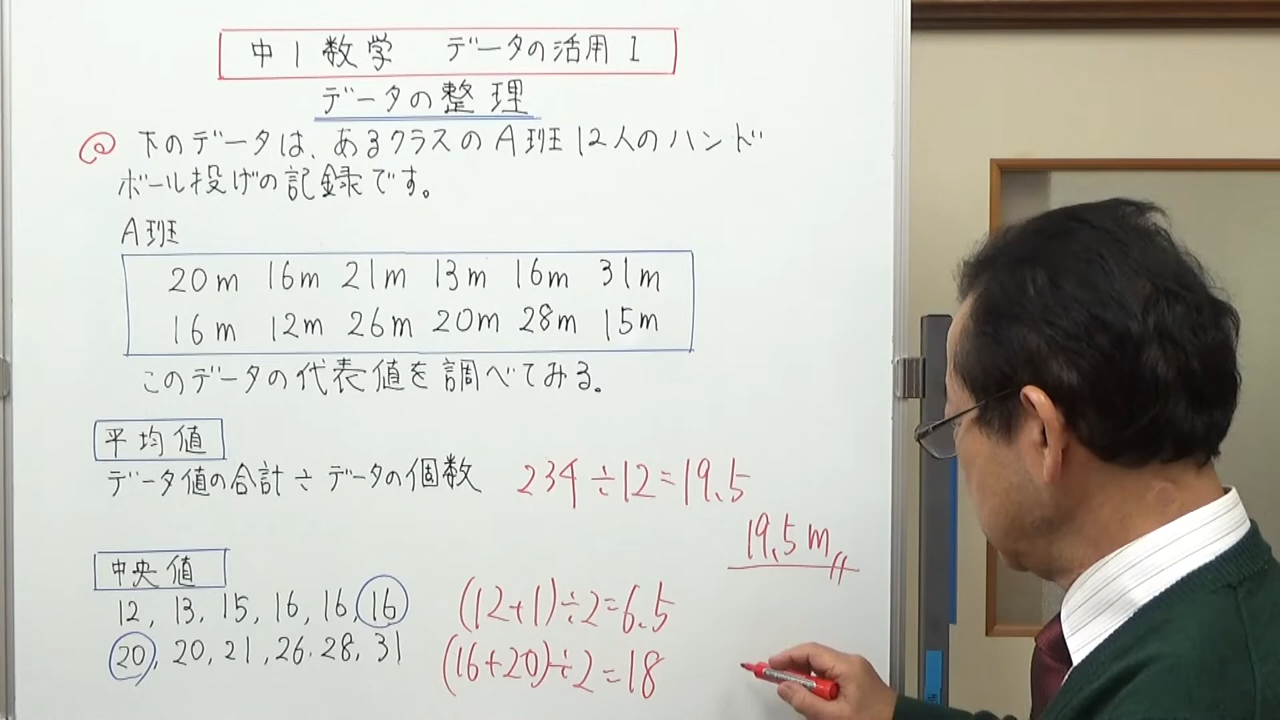 中1数学 データの活用1
データの整理
@ 下のデータは、あるクラスのA班12人のハンド
ボール投げの記録です。
A班
20m 16m 21m 13m 16m 31m
16m 12m 26m 20m 28m 15m
このデータの代表値を調べてみる。
平均値
データ値の合計÷データの個数 234÷12=19.5
19.5m
中央値
12, 13, 15, 16, 16, 16 (12+1)÷2=6.5
20, 20, 21, 26, 28, 31 (16+20)÷2=18